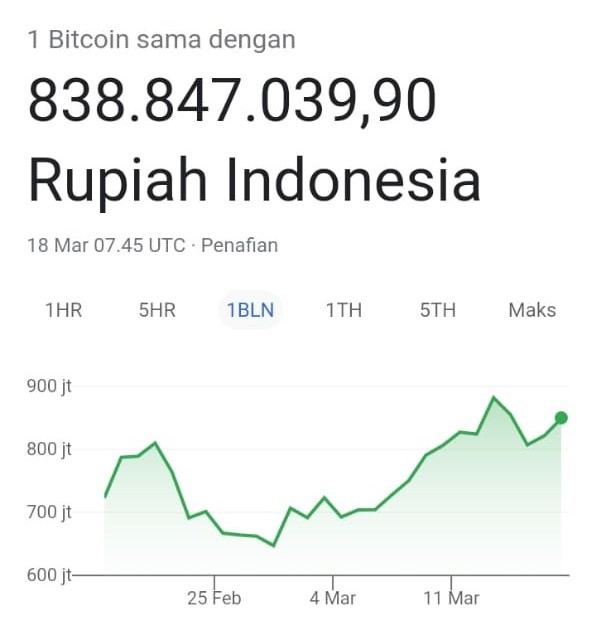 1 Bitcoin sama dengan
838.847.039,90
Rupiah Indonesia
18 Mar 07.45 UTC · Penafian
1HR 5HR 1BLN 1TH 5TH Maks
900 jt
800 jt
700 jt
600 jt
25 Feb 4 Mar 11 Mar